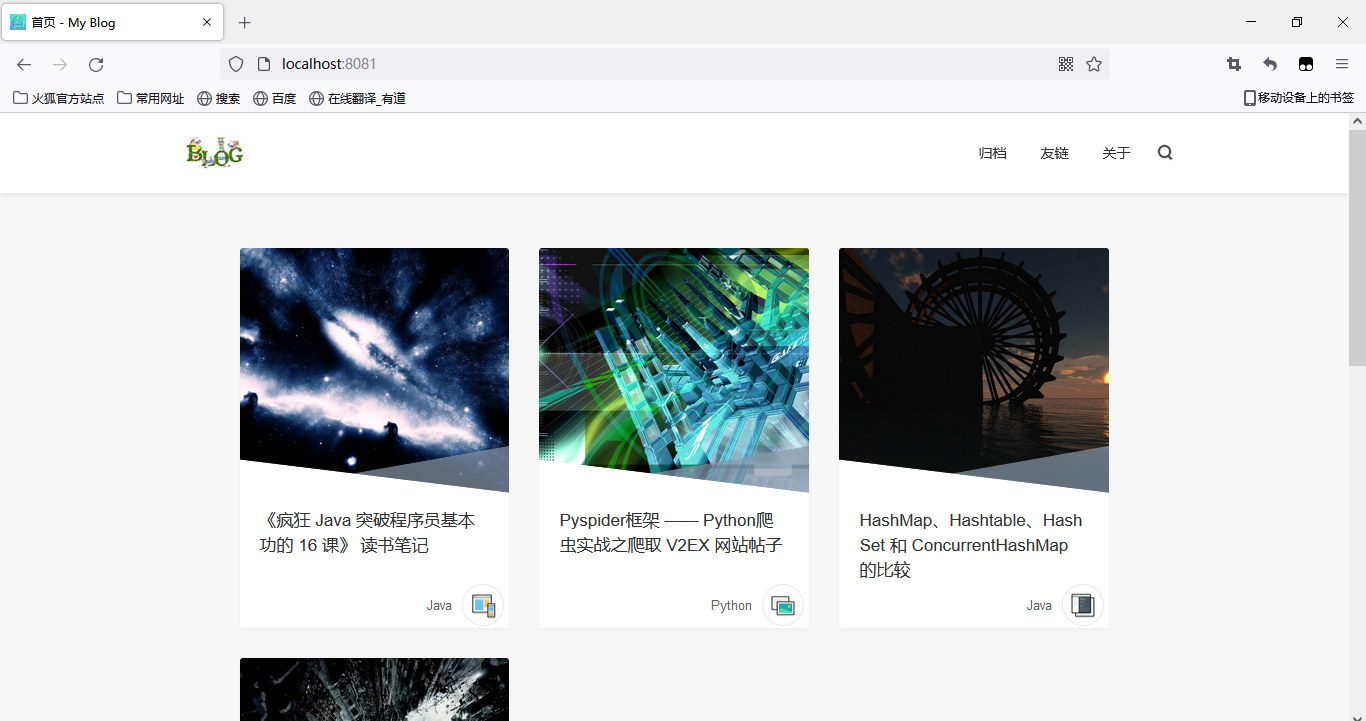 首页 - My Blog
localhost:8081
火狐官方站点 常用网址 搜索 百度 在线翻译_有道 移动设备上的书签
BLOG 归档 友链 关于
《疯狂 Java 突破程序员基本
功的 16 课》 读书笔记
Java
Pyspider框架 —— Python爬
虫实战之爬取 V2EX 网站帖子
Python
HashMap、Hashtable、Hash
Set 和 ConcurrentHashMap
的比较
Java